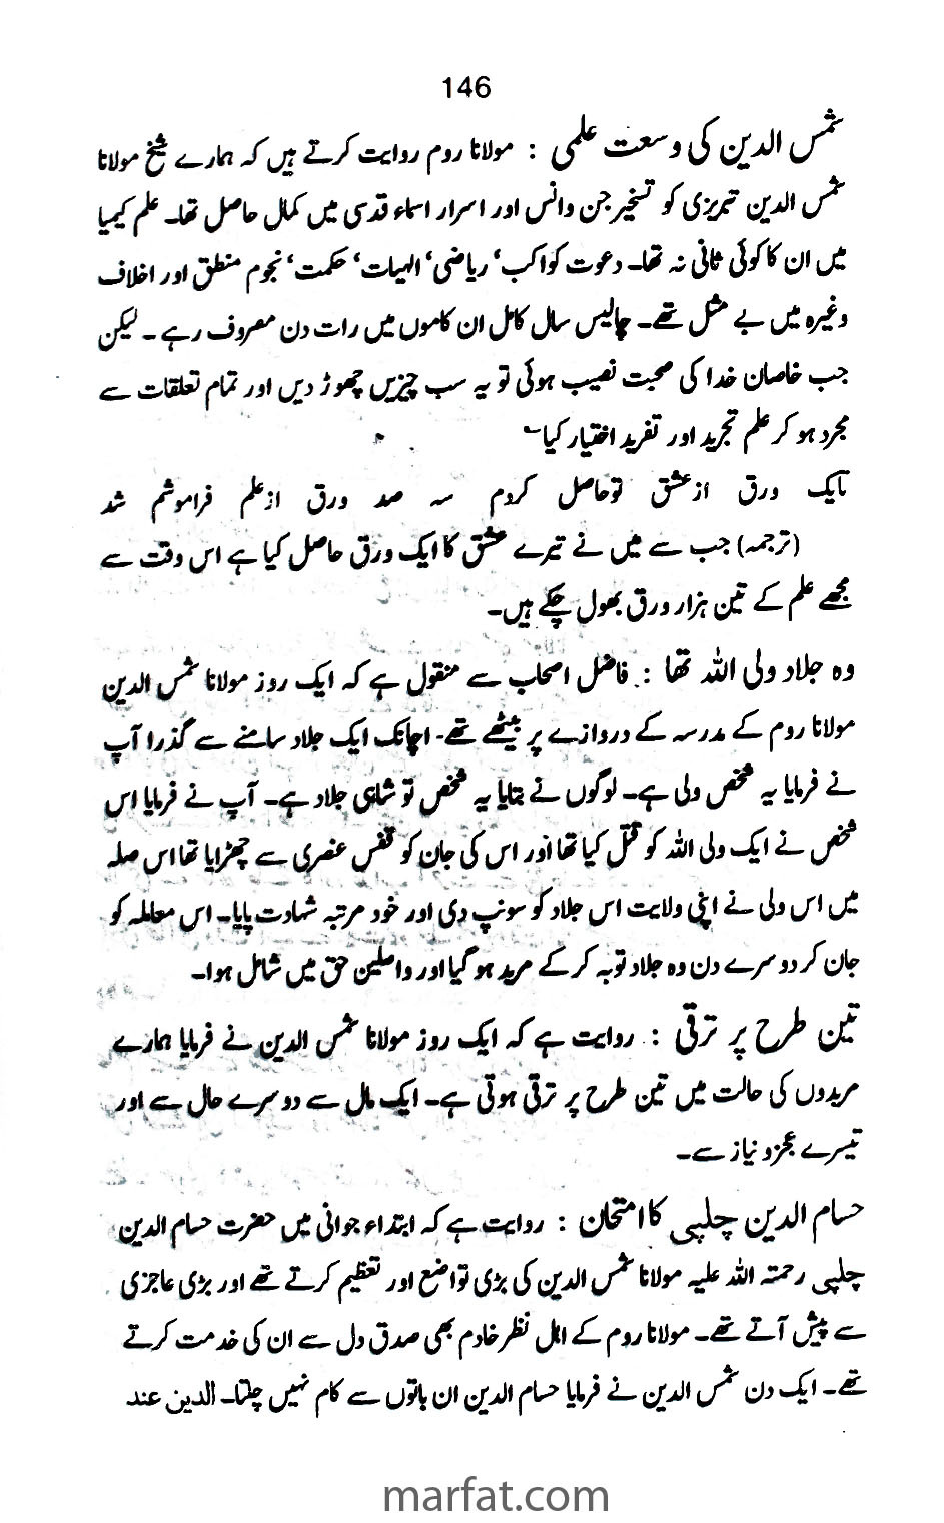 146
شمس الدین کی وسعت علمی : مولانا روم روایت کرتے ہیں کہ ہمارے شیخ مولانا
شمس الدین تبریزی کو تسخیر جن وانس اور اسرار اسماء قدسی میں کمال حاصل تھا۔ علم کیمیا
میں ان کا کوئی ثانی نہ تھا۔ دعوت کواکب‘ ریاضی‘ الہیات‘ حکمت‘ نجوم منطق اور اخلاف
وغیرہ میں بے مثل تھے۔ چالیس سال کامل ان کاموں میں رات دن مصروف رہے ۔ لیکن
جب خاصان خدا کی صحبت نصیب ہوئی تو یہ سب چیزیں چھوڑ دیں اور تمام تعلقات سے
مجرد ہو کر علم تجرید اور تفرید اختیار کیا۔
تایک ورق از عشق تو حاصل کردم سہ صد ورق از علم فراموشم شد
(ترجمہ) جب سے میں نے تیرے عشق کا ایک ورق حاصل کیا ہے اس وقت سے
مجھے علم کے تین ہزار ورق بھول چکے ہیں۔
وہ جلاد ولی اللہ تھا : فاضل اصحاب سے منقول ہے کہ ایک روز مولانا شمس الدین
مولانا روم کے مدرسہ کے دروازے پر بیٹھے تھے۔ اچانک ایک جلاد سامنے سے گذرا آپ
نے فرمایا یہ شخص ولی ہے۔ لوگوں نے بتایا یہ شخص تو شاہی جلاد ہے۔ آپ نے فرمایا اس
شخص نے ایک ولی اللہ کو قتل کیا تھا اور اس کی جان کو قفس عنصری سے چھڑایا تھا اس صلہ
میں اس ولی نے اپنی ولایت اس جلاد کو سونپ دی اور خود مرتبہ شہادت پایا۔ اس معاملہ کو
جان کر دوسرے دن وہ جلاد توبہ کر کے مرید ہو گیا اور واصلین حق میں شامل ہوا۔
تین طرح پر ترقی : روایت ہے کہ ایک روز مولانا شمس الدین نے فرمایا ہمارے
مریدوں کی حالت میں تین طرح پر ترقی ہوتی ہے۔ ایک مال سے دوسرے حال سے اور
تیسرے عجزو نیاز سے۔
حسام الدین چلپی کا امتحان : روایت ہے کہ ابتداء جوانی میں حضرت حسام الدین
چلپی رحمتہ اللہ علیہ مولانا شمس الدین کی بڑی تواضع اور تعظیم کرتے تھے اور بڑی عاجزی
سے پیش آتے تھے۔ مولانا روم کے اہل نظر خادم بھی صدق دل سے ان کی خدمت کرتے
تھے۔ ایک دن شمس الدین نے فرمایا حسام الدین ان باتوں سے کام نہیں چلتا۔ الدین عند
marfat.com